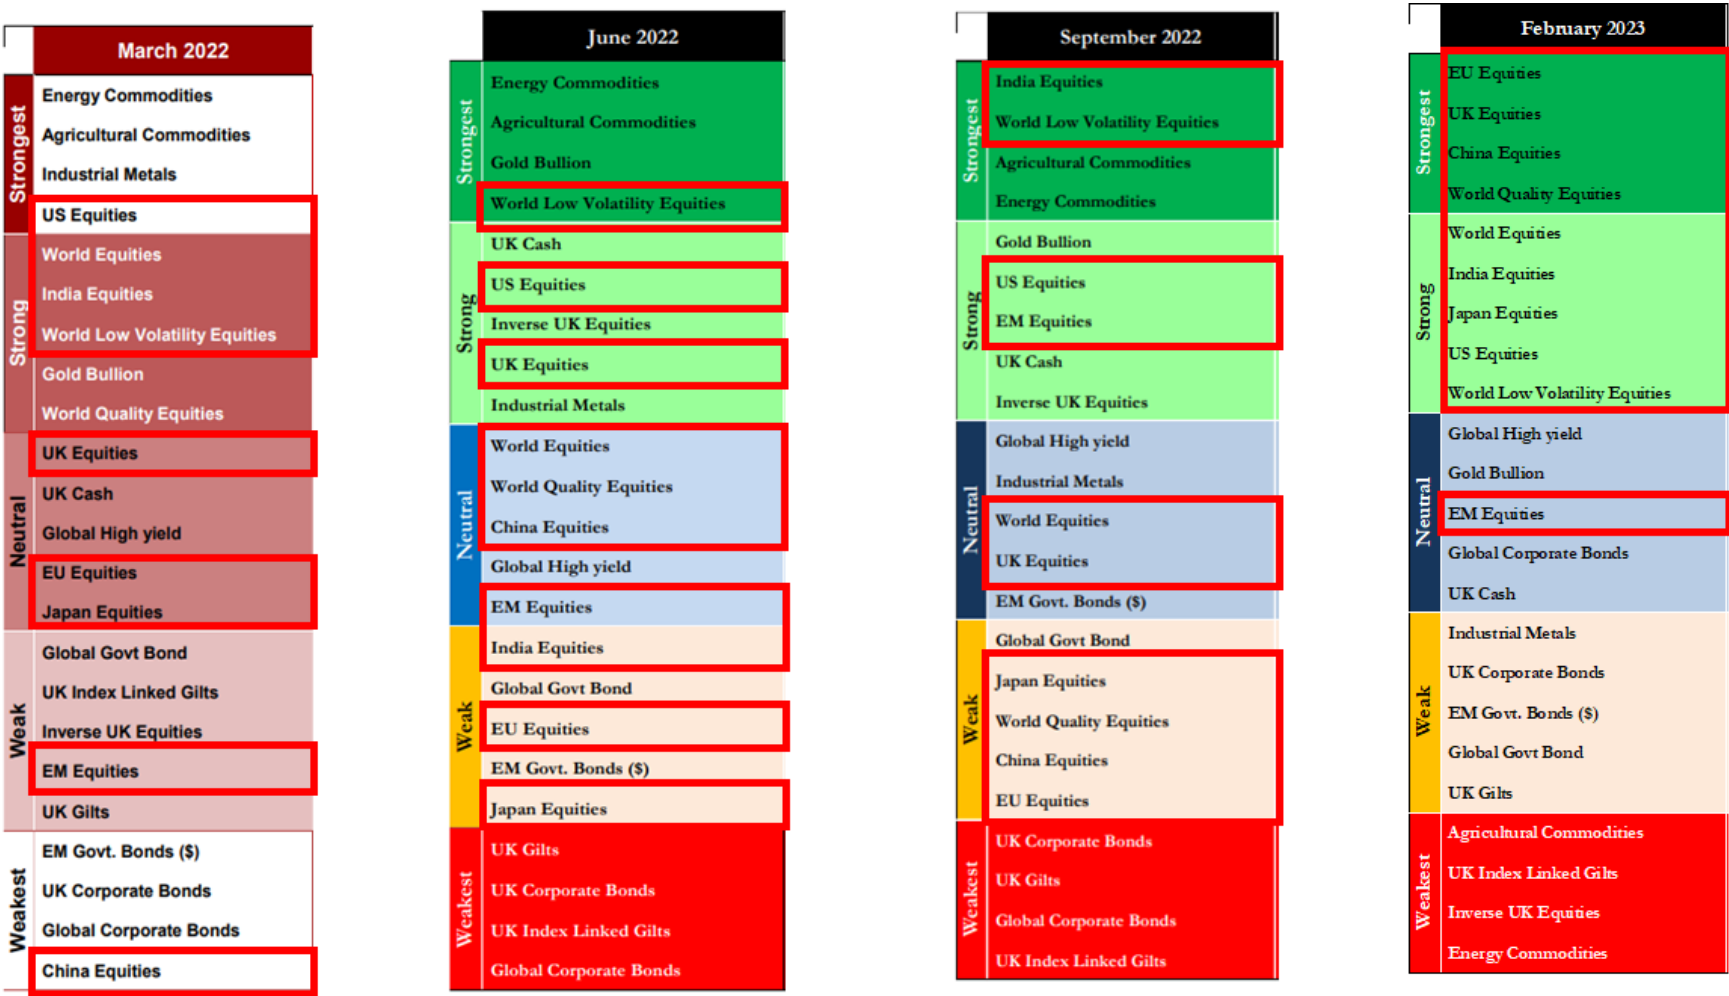 March 2022
Strongest
Energy Commodities
Agricultural Commodities
Industrial Metals
US Equities
Strong
World Equities
India Equities
World Low Volatility Equities
Gold Bullion
World Quality Equities
Neutral
UK Equities
UK Cash
Global High yield
EU Equities
Japan Equities
Weak
Global Govt Bond
UK Index Linked Gilts
Inverse UK Equities
EM Equities
UK Gilts
Weakest
EM Govt. Bonds ($)
UK Corporate Bonds
Global Corporate Bonds
China Equities
June 2022
Strongest
Energy Commodities
Agricultural Commodities
Gold Bullion
World Low Volatility Equities
Strong
UK Cash
US Equities
Inverse UK Equities
UK Equities
Industrial Metals
Neutral
World Equities
World Quality Equities
China Equities
Global High yield
EM Equities
Weak
India Equities
Global Govt Bond
EU Equities
EM Govt. Bonds ($)
Japan Equities
Weakest
UK Gilts
UK Corporate Bonds
UK Index Linked Gilts
Global Corporate Bonds
September 2022
Strongest
India Equities
World Low Volatility Equities
Agricultural Commodities
Energy Commodities
Strong
Gold Bullion
US Equities
EM Equities
UK Cash
Inverse UK Equities
Neutral
Global High yield
Industrial Metals
World Equities
UK Equities
EM Govt. Bonds ($)
Weak
Global Govt Bond
Japan Equities
World Quality Equities
China Equities
EU Equities
Weakest
UK Corporate Bonds
UK Gilts
Global Corporate Bonds
UK Index Linked Gilts
February 2023
Strongest
EU Equities
UK Equities
China Equities
World Quality Equities
Strong
World Equities
India Equities
Japan Equities
US Equities
World Low Volatility Equities
Neutral
Global High yield
Gold Bullion
EM Equities
Global Corporate Bonds
UK Cash
Weak
Industrial Metals
UK Corporate Bonds
EM Govt. Bonds ($)
Global Govt Bond
UK Gilts
Weakest
Agricultural Commodities
UK Index Linked Gilts
Inverse UK Equities
Energy Commodities